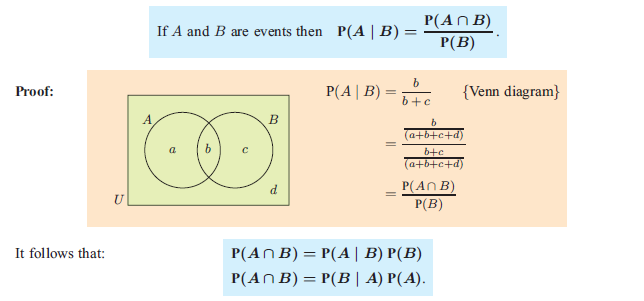 If A and B are events then P(A | B) = P(A ∩ B) / P(B) .
Proof:
U
A
B
a
b
c
d
P(A | B) = b / (b + c) {Venn diagram}
= (b / (a+b+c+d)) / ((b+c) / (a+b+c+d))
= P(A ∩ B) / P(B)
It follows that:
P(A ∩ B) = P(A | B) P(B)
P(A ∩ B) = P(B | A) P(A).